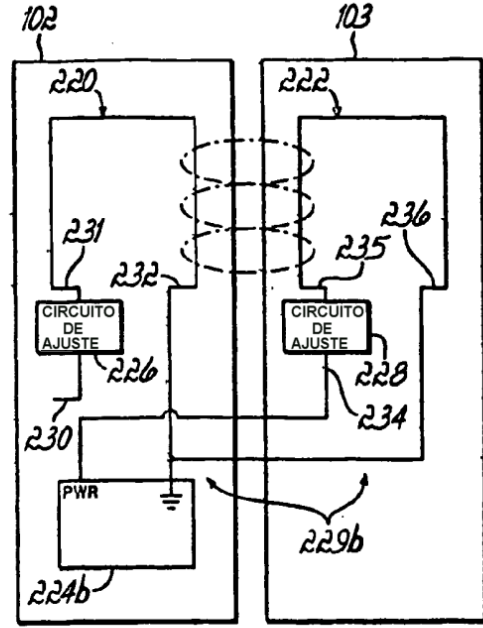 102
103
220
222
231
232
235
236
CIRCUITO
DE
AJUSTE
226
CIRCUITO
DE
AJUSTE
228
230
234
PWR
224b
229b